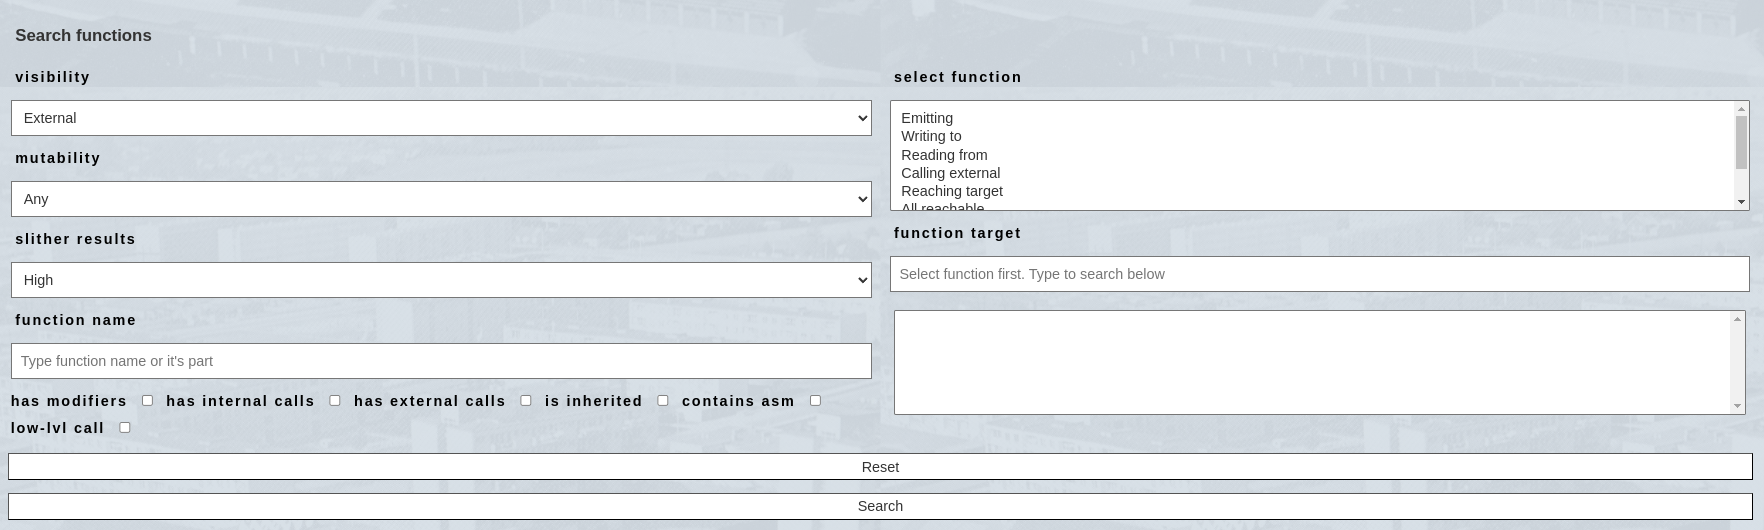 Search functions
visibility
External
mutability
Any
slither results
High
function name
Type function name or it's part
has modifiers has internal calls has external calls is inherited contains asm
low-lvl call
select function
Emitting
Writing to
Reading from
Calling external
Reaching target
All reachable
function target
Select function first. Type to search below
Reset
Search